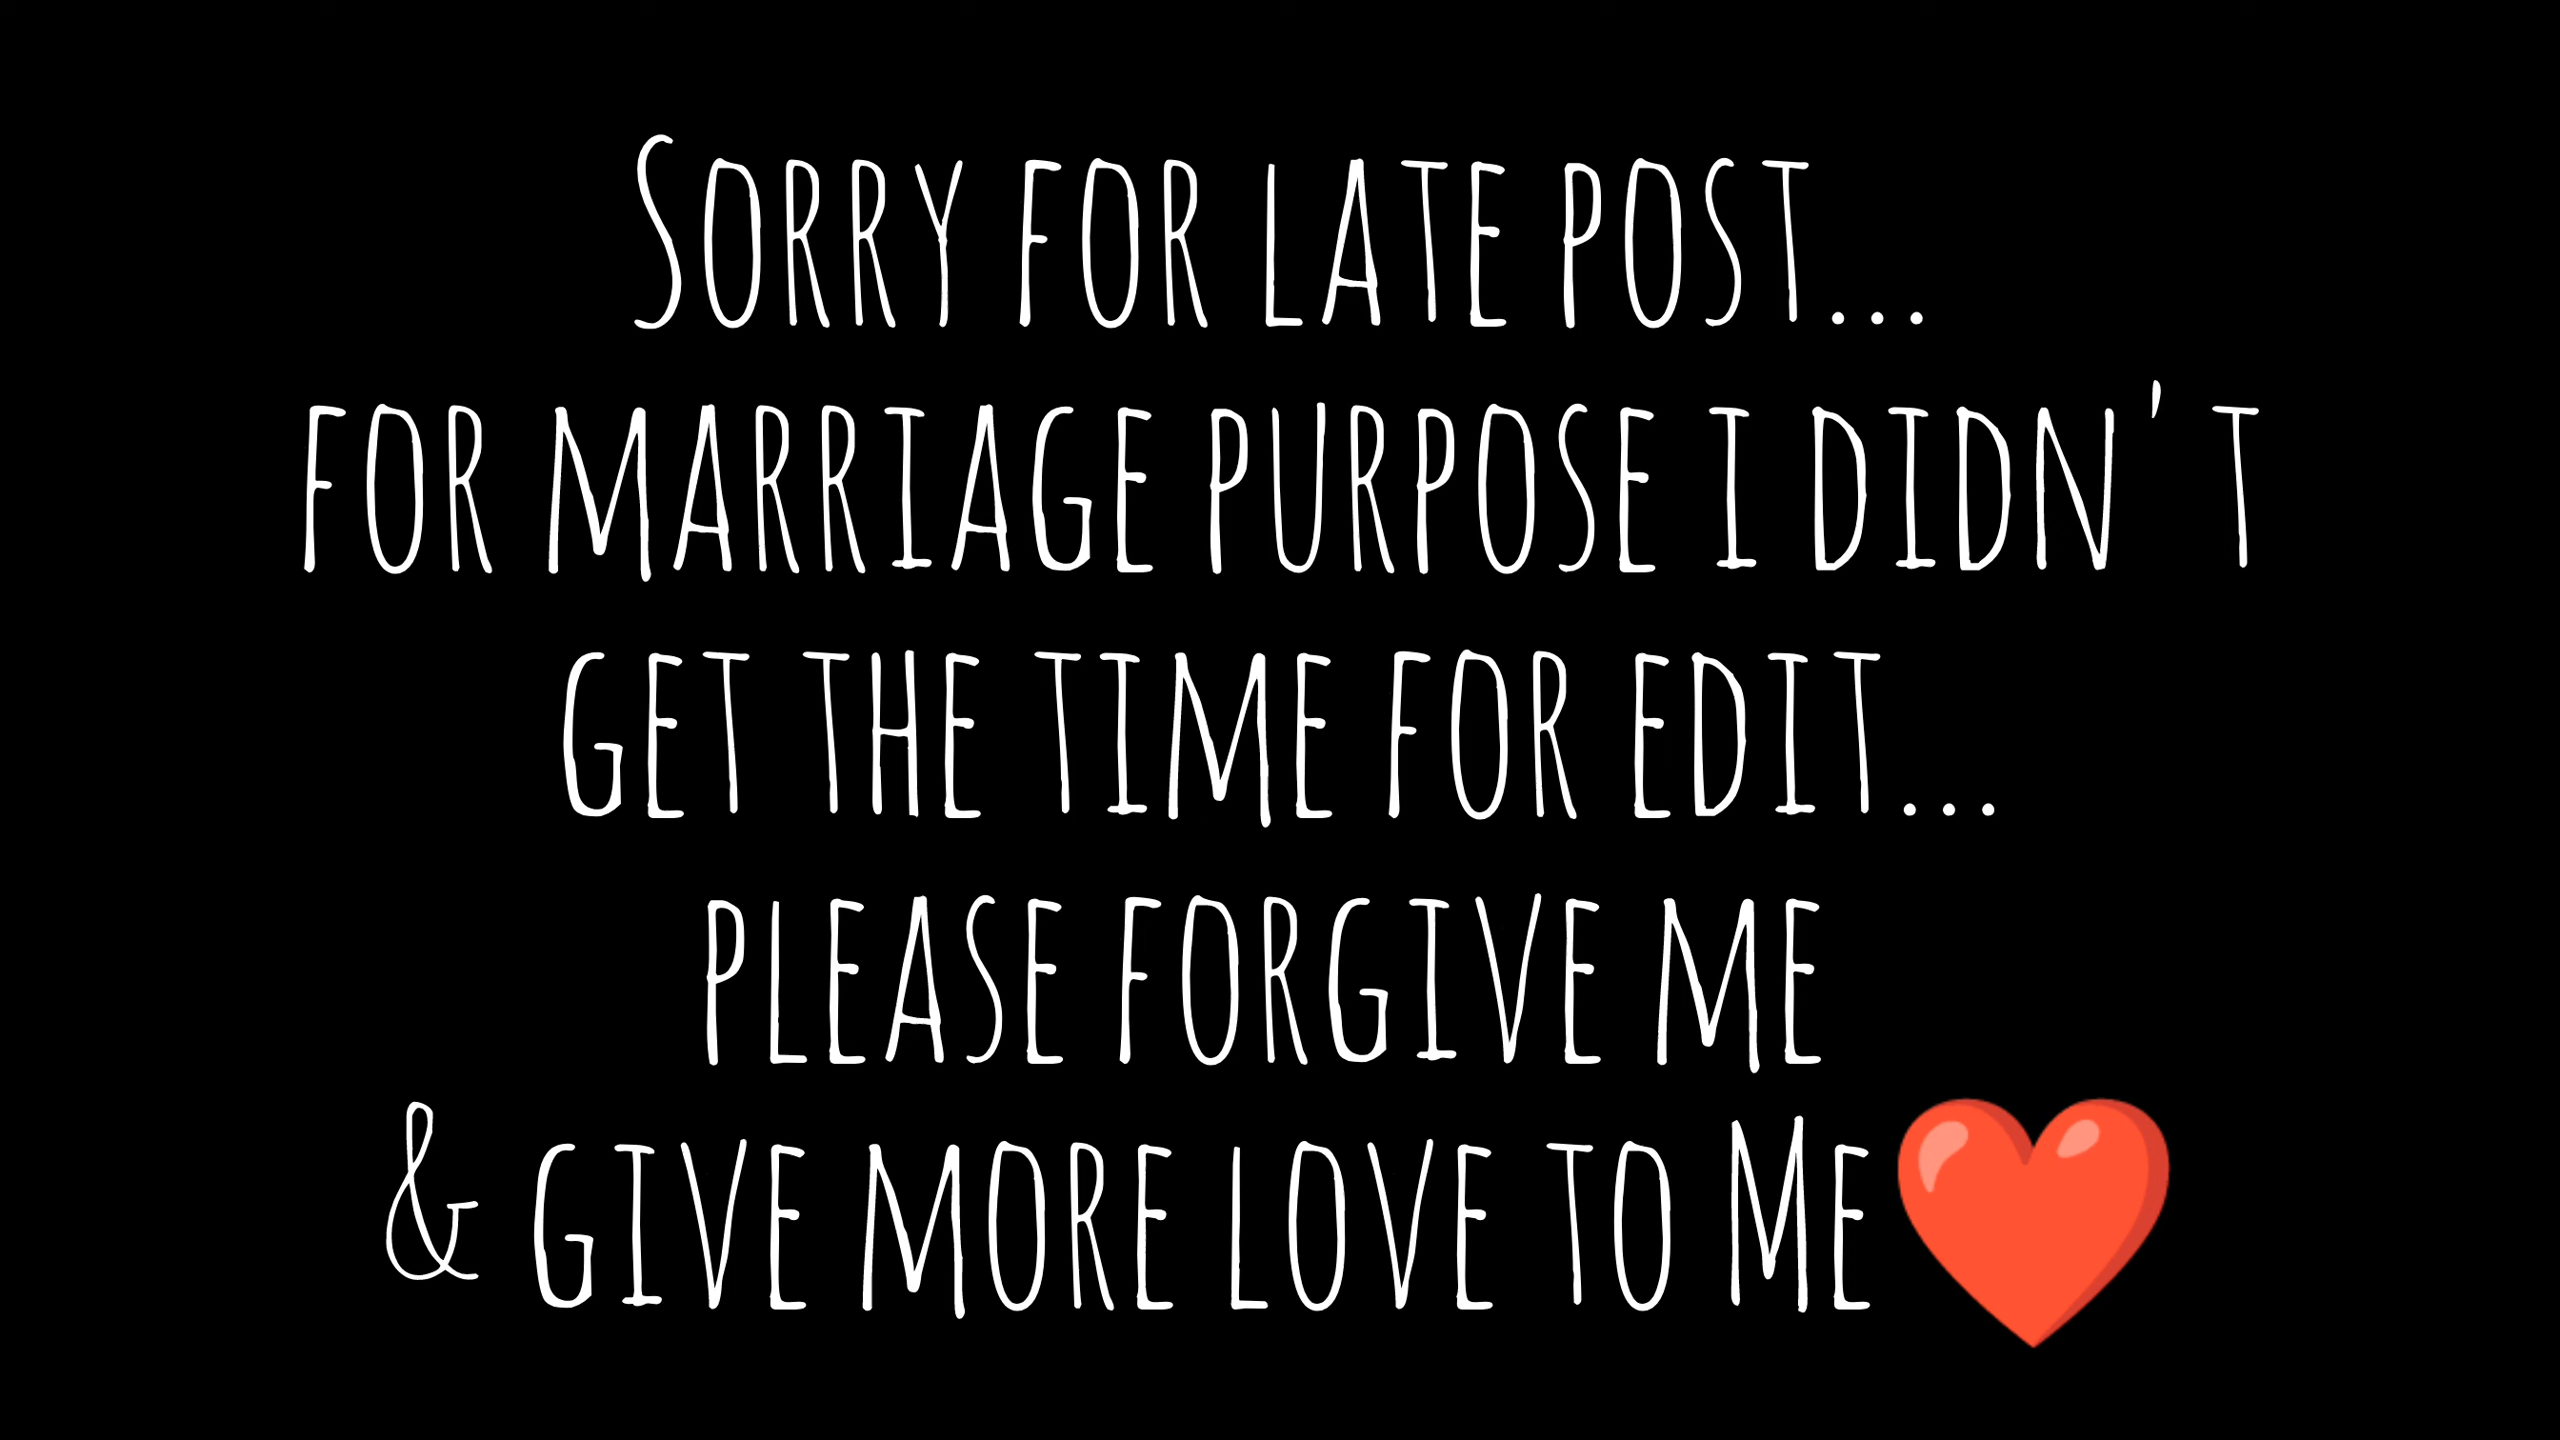 Sorry for late post...
for marriage purpose i didn't
get the time for edit...
please forgive me
& give more love to Me❤️